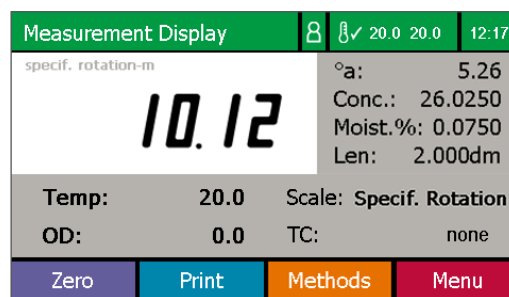 Measurement Display 8 ✓ 20.0 20.0 12:17
specif. rotation-m
10.12
°a: 5.26
Conc.: 26.0250
Moist.%: 0.0750
Len: 2.000dm
Temp: 20.0 Scale: Specif. Rotation
OD: 0.0 TC: none
Zero Print Methods Menu